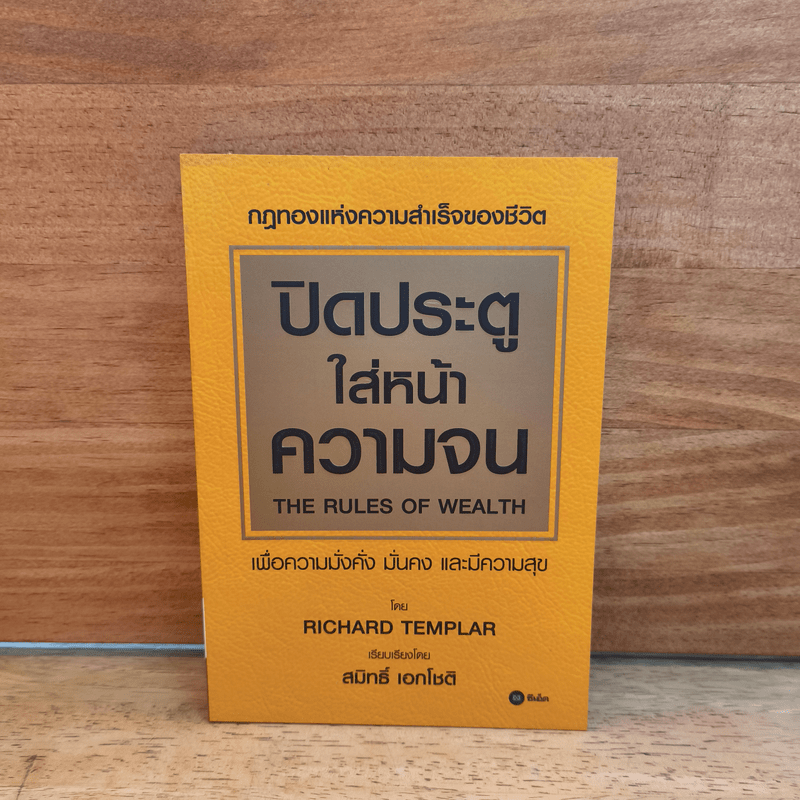 กฎทองแห่งความสำเร็จของชีวิต
ปิดประตู
ใส่หน้า
ความจน
THE RULES OF WEALTH
เพื่อความมั่งคั่ง มั่นคง และมีความสุข
โดย
RICHARD TEMPLAR
เรียบเรียงโดย
สมิทธิ์ เอกโชติ
ซีเอ็ด